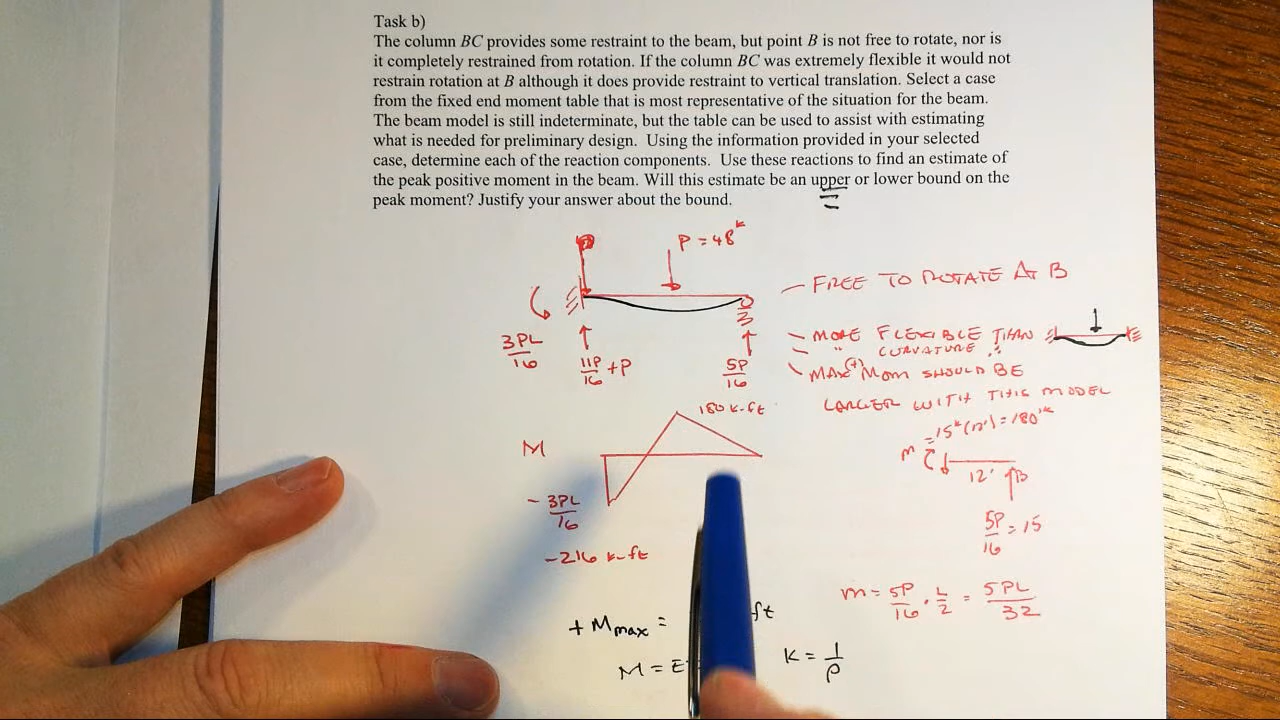 Task b)
The column BC provides some restraint to the beam, but point B is not free to rotate, nor is
it completely restrained from rotation. If the column BC was extremely flexible it would not
restrain rotation at B although it does provide restraint to vertical translation. Select a case
from the fixed end moment table that is most representative of the situation for the beam.
The beam model is still indeterminate, but the table can be used to assist with estimating
what is needed for preliminary design. Using the information provided in your selected
case, determine each of the reaction components. Use these reactions to find an estimate of
the peak positive moment in the beam. Will this estimate be an upper or lower bound on the
peak moment? Justify your answer about the bound.
P = 48k
- FREE TO ROTATE AT B
- MORE FLEXIBLE THAN
- " CURVATURE ∴
- MAX (+) MOM SHOULD BE
LARGER WITH THIS MODEL
3PL/16
11P/16 + P
5P/16
180 k-ft
M
- 3PL/16
-216 k-ft
= 15k(12') = 180'k
M
12'
B
5P/16 = 15
M = 5P/16 · L/2 = 5PL/32
+ Mmax = ft
M = E
K = 1/ρ